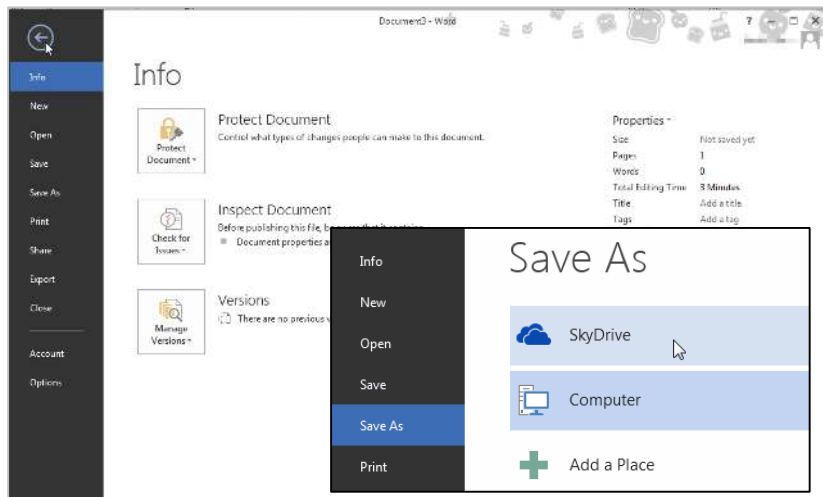 Document3 - Word
?
Info
New
Open
Save
Save As
Print
Share
Export
Close
Account
Options
Info
Protect Document
Control what types of changes people can make to this document.
Protect
Document
Inspect Document
Before publishing this file, be aware that it contains:
Document properties a
Check for
Issues
Versions
There are no previous v
Manage
Versions
Properties
Size Not saved yet
Pages 1
Words 0
Total Editing Time 3 Minutes
Title Add a title
Tags Add a tag
Info
New
Open
Save
Save As
Print
Save As
SkyDrive
Computer
Add a Place